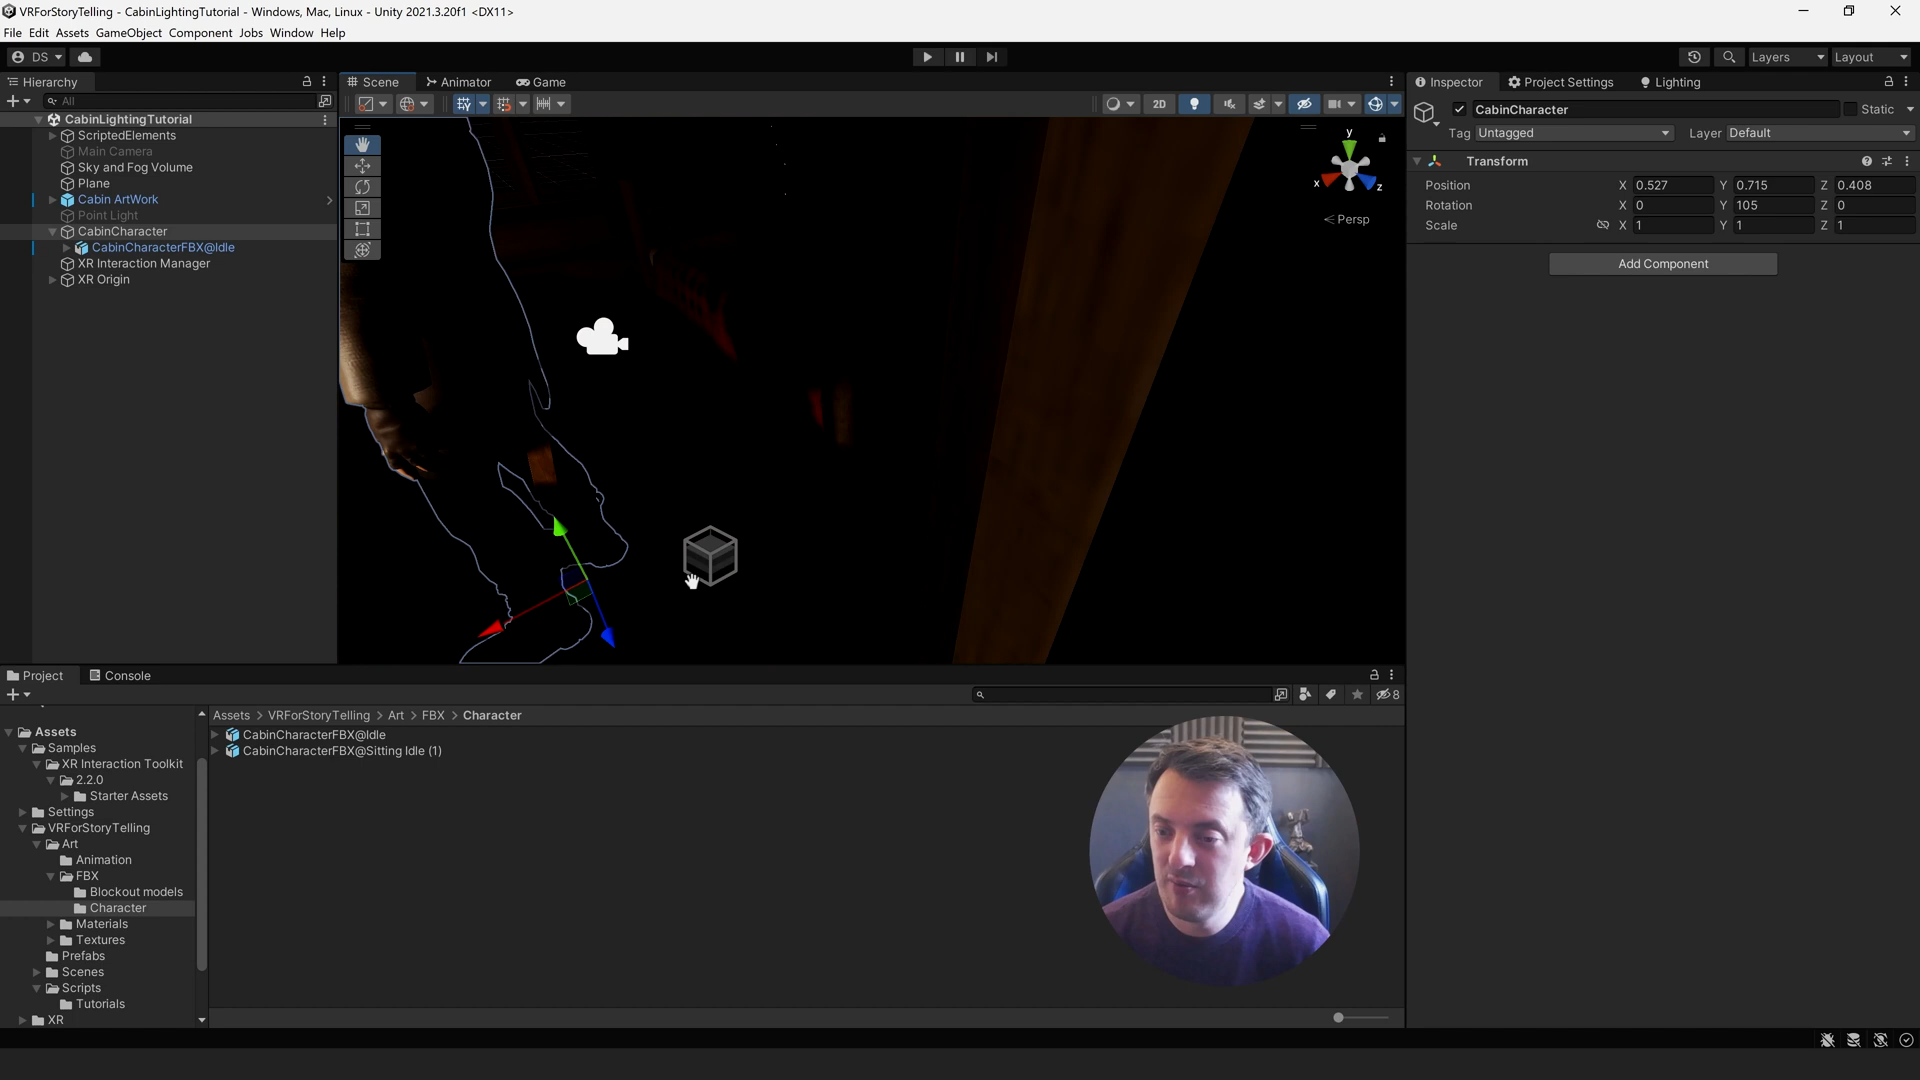 VRForStoryTelling - CabinLightingTutorial - Windows, Mac, Linux - Unity 2021.3.20f1 <DX11>
File Edit Assets GameObject Component Jobs Window Help
DS
Layers Layout
Hierarchy
Scene Animator Game
Inspector Project Settings Lighting
All
2D
CabinCharacter Static
Tag Untagged Layer Default
CabinLightingTutorial
ScriptedElements
Main Camera
Sky and Fog Volume
Plane
Cabin ArtWork
Point Light
CabinCharacter
CabinCharacterFBX@Idle
XR Interaction Manager
XR Origin
y
x
z
Persp
Transform
Position X 0.527 Y 0.715 Z 0.408
Rotation X 0 Y 105 Z 0
Scale X 1 Y 1 Z 1
Add Component
Project Console
8
Assets
Samples
XR Interaction Toolkit
2.2.0
Starter Assets
Settings
VRForStoryTelling
Art
Animation
FBX
Blockout models
Character
Materials
Textures
Prefabs
Scenes
Scripts
Tutorials
XR
Assets > VRForStoryTelling > Art > FBX > Character
CabinCharacterFBX@Idle
CabinCharacterFBX@Sitting Idle (1)